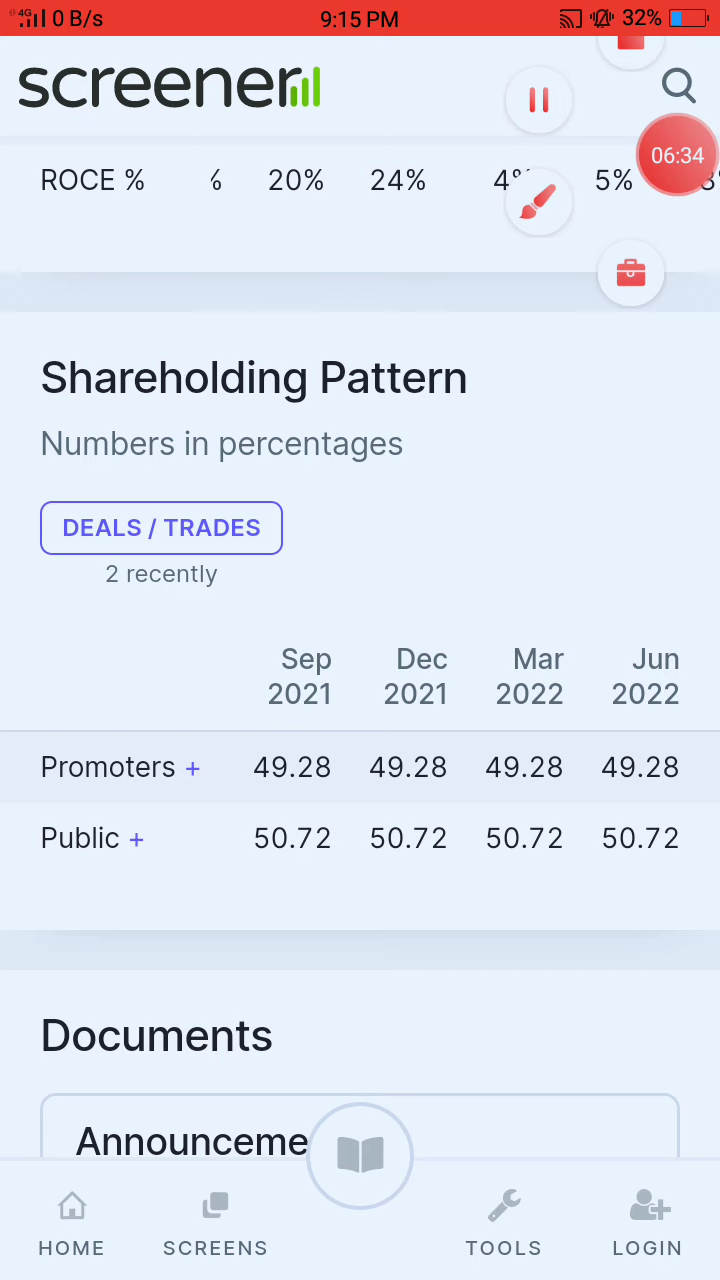 4G 0 B/s 9:15 PM 32%
screener
06:34
ROCE % % 20% 24% 4% 5%
Shareholding Pattern
Numbers in percentages
DEALS / TRADES
2 recently
Sep 2021 Dec 2021 Mar 2022 Jun 2022
Promoters + 49.28 49.28 49.28 49.28
Public + 50.72 50.72 50.72 50.72
Documents
Announceme
HOME SCREENS TOOLS LOGIN